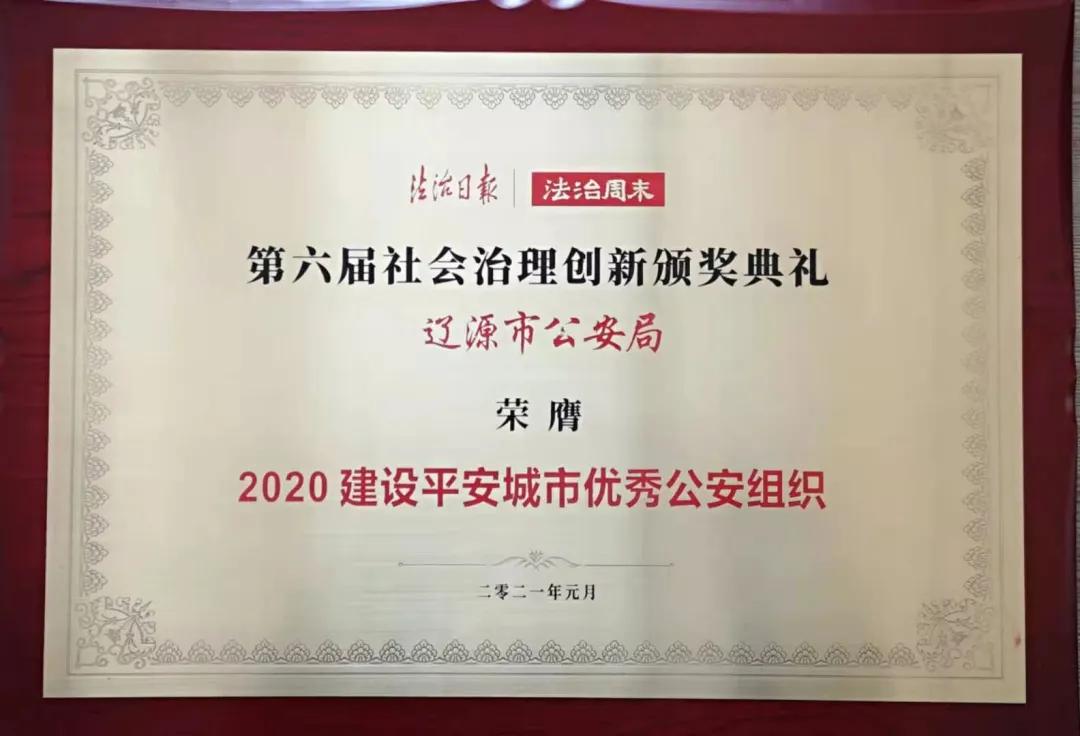 法治日报 法治周末
第六届社会治理创新颁奖典礼
辽源市公安局
荣膺
2020 建设平安城市优秀公安组织
二零二一年元月